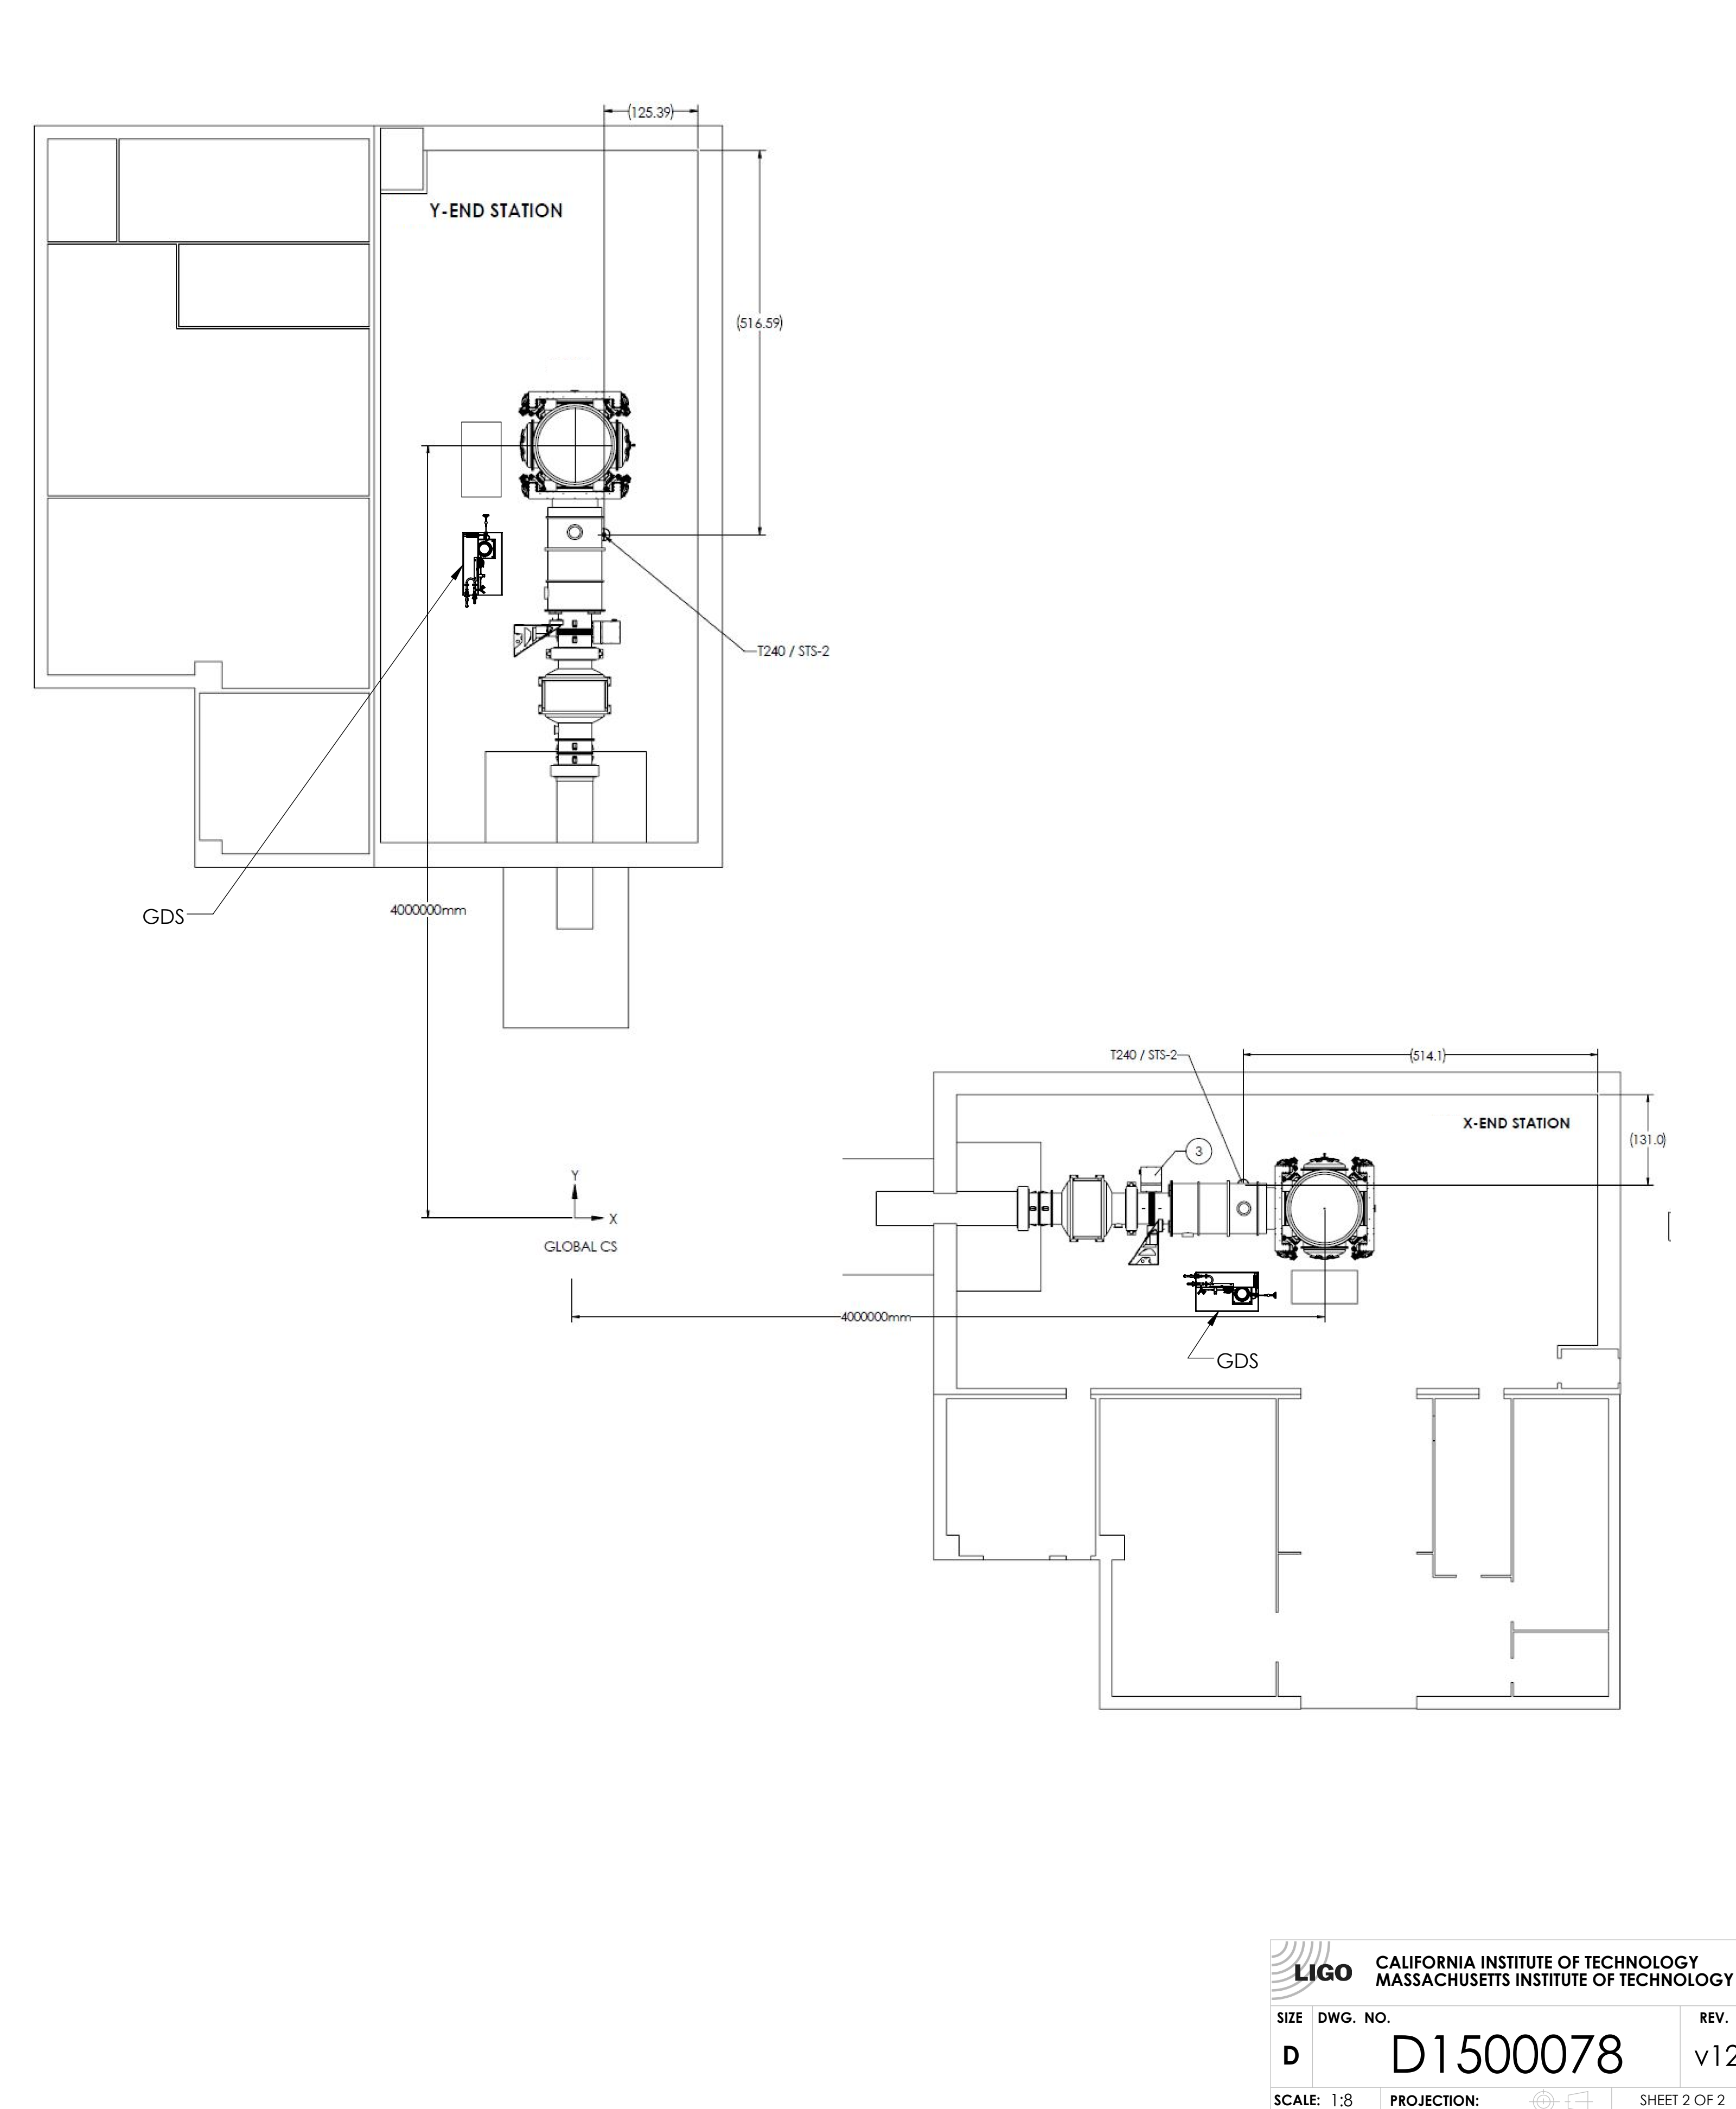 (125.39)
Y-END STATION
(516.59)
T240 / STS-2
GDS
4000000mm
T240 / STS-2
(514.1)
X-END STATION
(131.0)
3
Y
X
GLOBAL CS
4000000mm
GDS
LIGO
CALIFORNIA INSTITUTE OF TECHNOLOGY
MASSACHUSETTS INSTITUTE OF TECHNOLOGY
SIZE DWG. NO. REV.
D D1500078 v12
SCALE: 1:8 PROJECTION: SHEET 2 OF 2